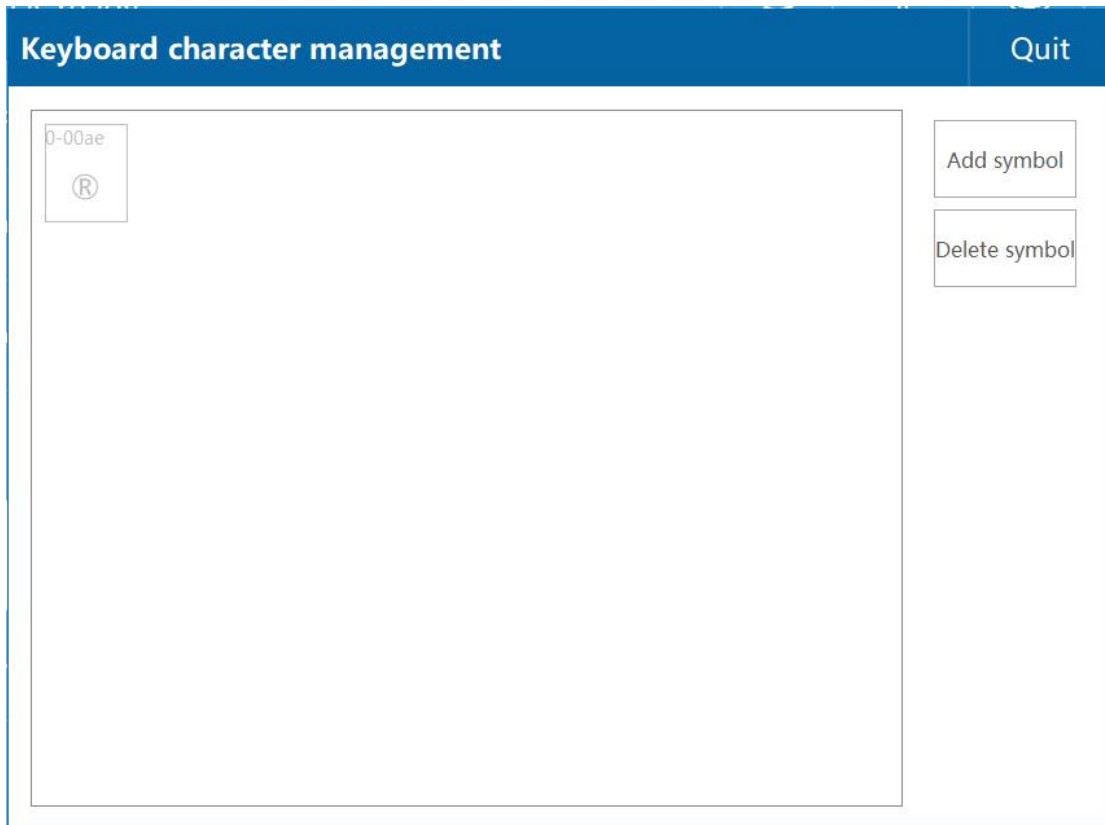 Keyboard character management
Quit
0-00ae
®
Add symbol
Delete symbol